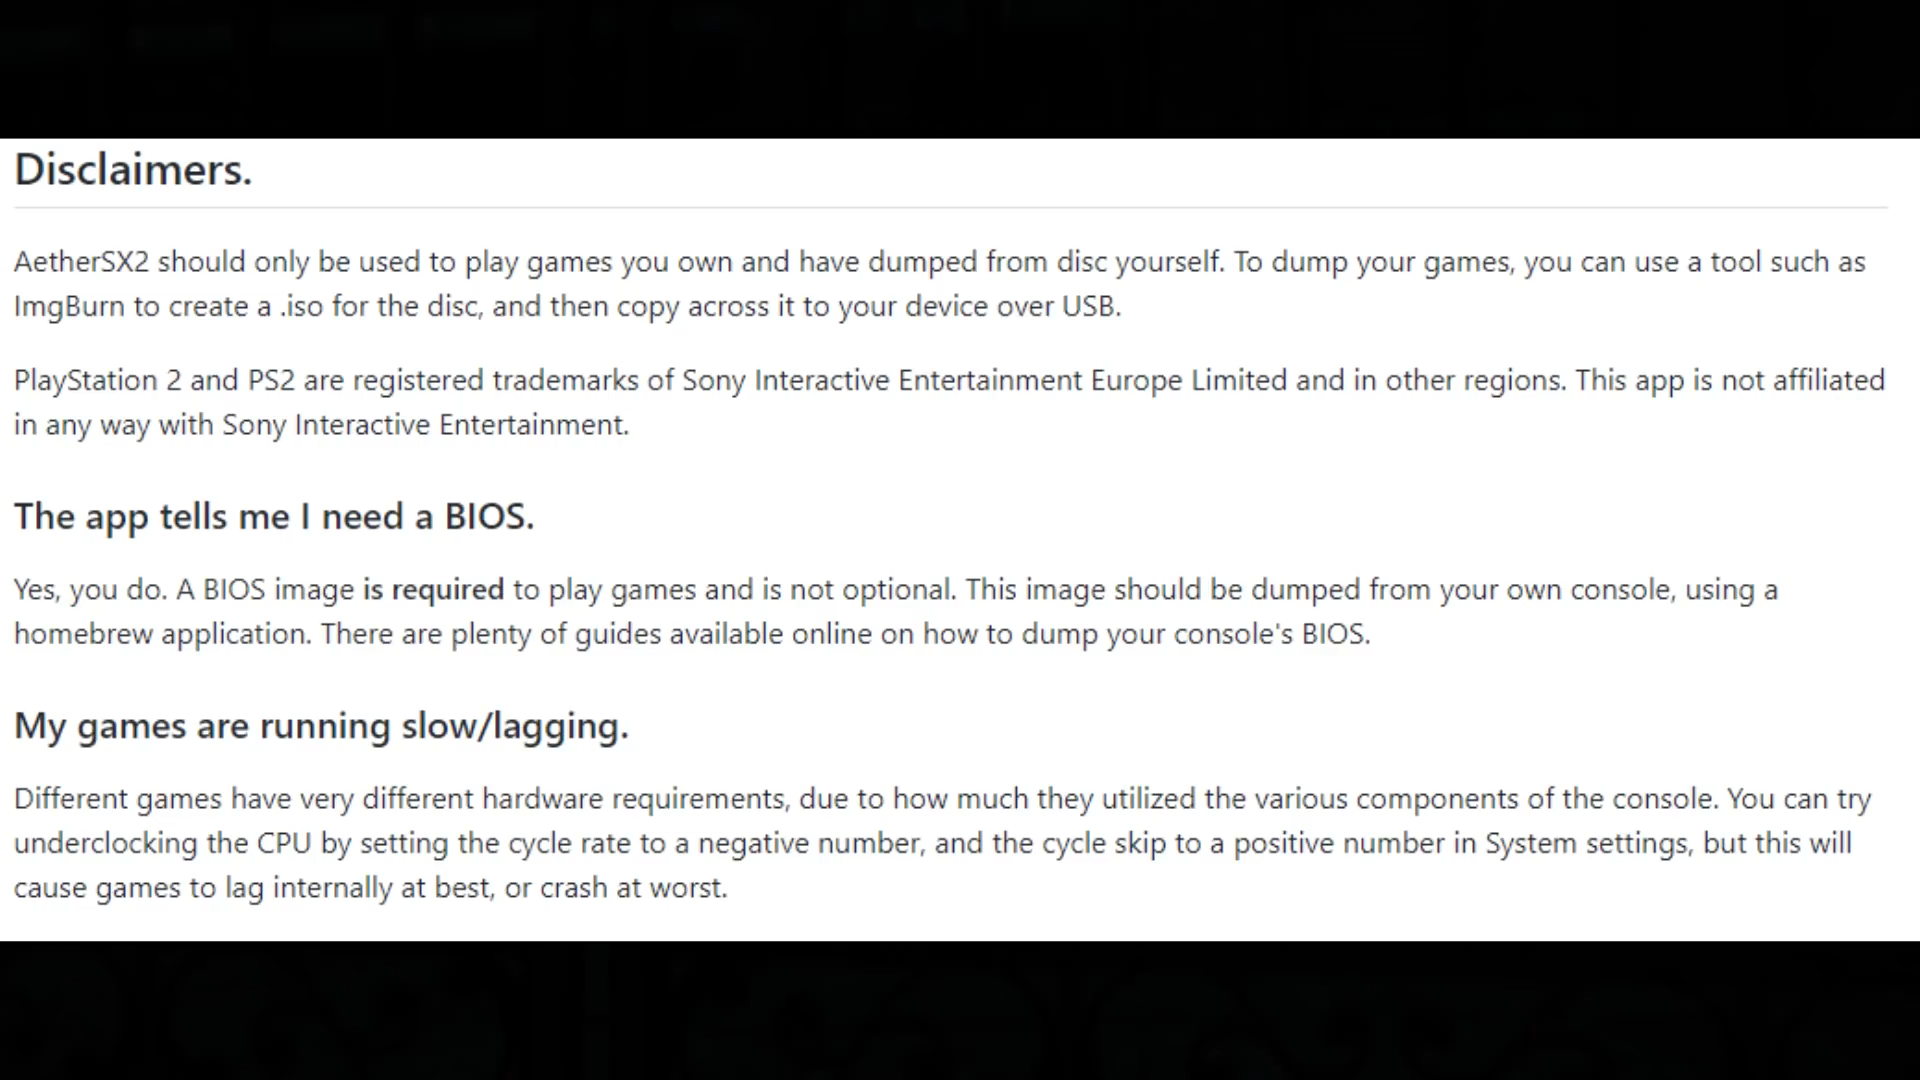 Disclaimers.
AetherSX2 should only be used to play games you own and have dumped from disc yourself. To dump your games, you can use a tool such as
ImgBurn to create a .iso for the disc, and then copy across it to your device over USB.
PlayStation 2 and PS2 are registered trademarks of Sony Interactive Entertainment Europe Limited and in other regions. This app is not affiliated
in any way with Sony Interactive Entertainment.
The app tells me I need a BIOS.
Yes, you do. A BIOS image is required to play games and is not optional. This image should be dumped from your own console, using a
homebrew application. There are plenty of guides available online on how to dump your console's BIOS.
My games are running slow/lagging.
Different games have very different hardware requirements, due to how much they utilized the various components of the console. You can try
underclocking the CPU by setting the cycle rate to a negative number, and the cycle skip to a positive number in System settings, but this will
cause games to lag internally at best, or crash at worst.